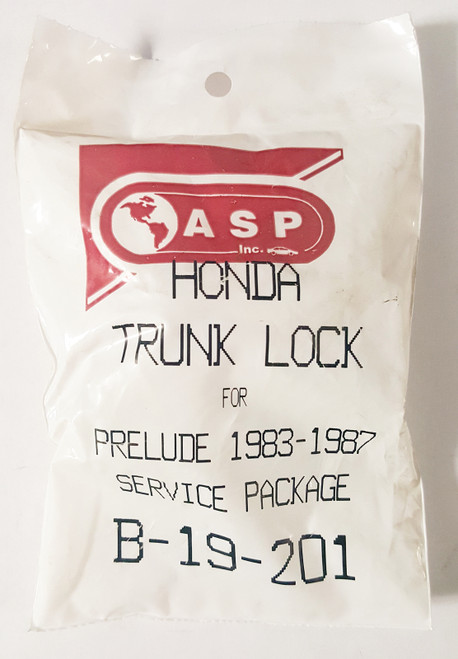 ASP
Inc.
HONDA
TRUNK LOCK
FOR
PRELUDE 1983-1987
SERVICE PACKAGE
B-19-201